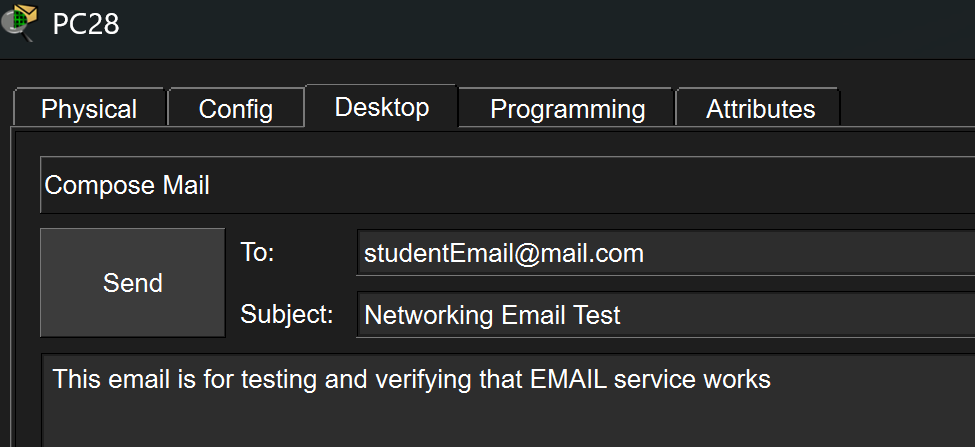 PC28
Physical Config Desktop Programming Attributes
Compose Mail
Send
To: studentEmail@mail.com
Subject: Networking Email Test
This email is for testing and verifying that EMAIL service works